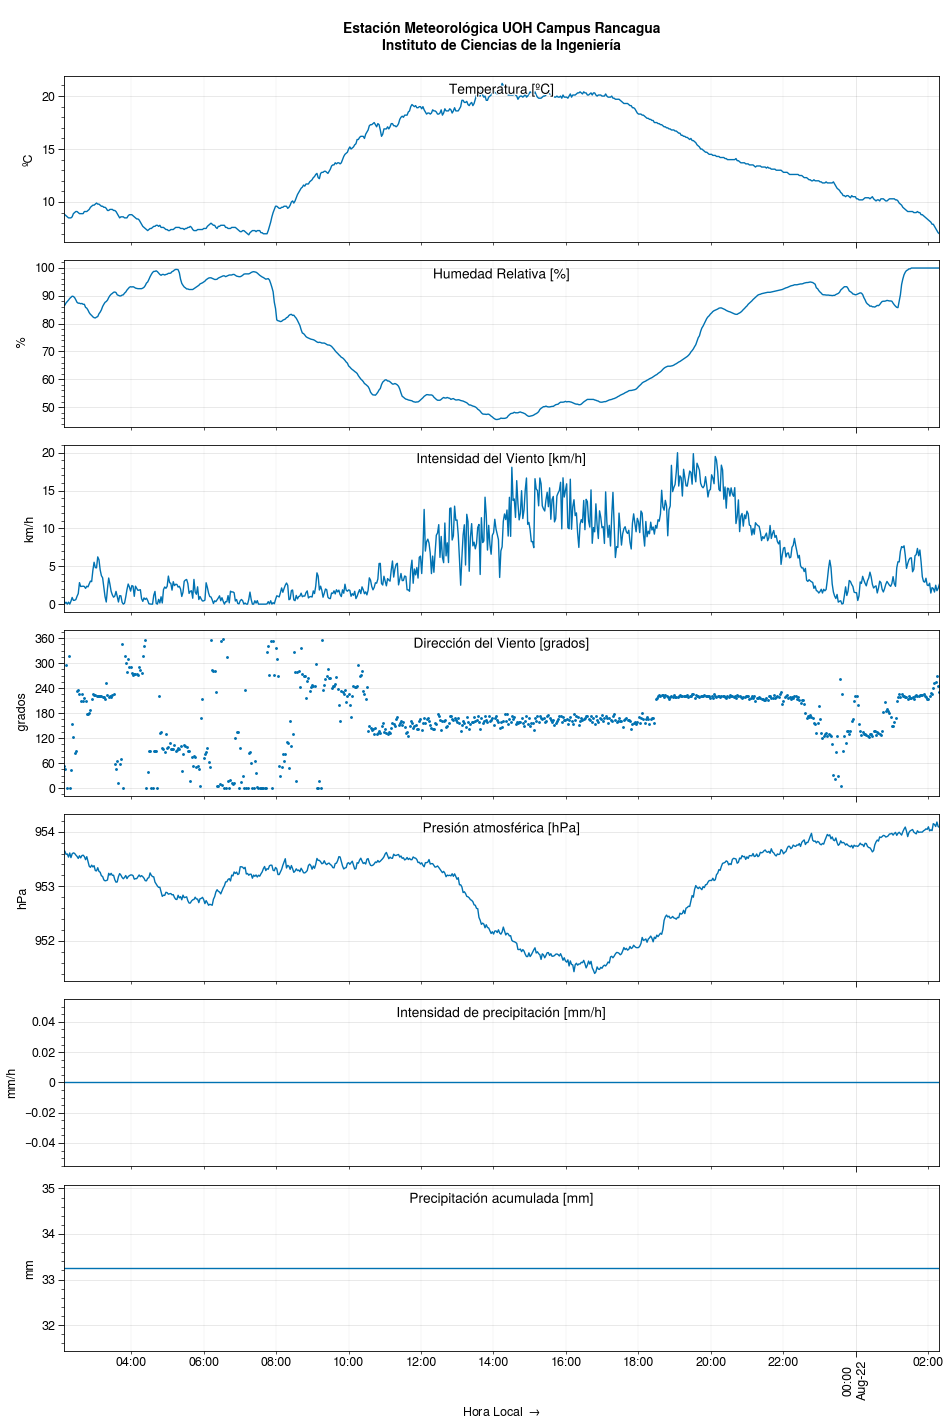 Estación Meteorológica UOH Campus Rancagua
Instituto de Ciencias de la Ingeniería
Temperatura [ºC]
20
15
10
ºC
Humedad Relativa [%]
100
90
80
70
60
50
%
Intensidad del Viento [km/h]
20
15
10
5
0
km/h
Dirección del Viento [grados]
360
300
240
180
120
60
0
grados
Presión atmosférica [hPa]
954
953
952
hPa
Intensidad de precipitación [mm/h]
0.04
0.02
0
−0.02
−0.04
mm/h
Precipitación acumulada [mm]
35
34
33
32
mm
04:00 06:00 08:00 10:00 12:00 14:00 16:00 18:00 20:00 22:00 00:00 02:00
Aug-22
Hora Local →